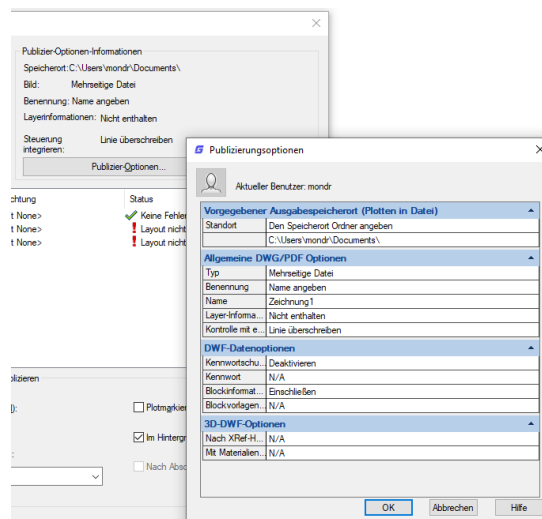 Publizier-Optionen-Informationen
Speicherort:C:\Users\mondr\Documents\
Bild: Mehrseitige Datei
Benennung: Name angeben
Layerinformationen: Nicht enthalten
Steuerung integrieren: Linie überschreiben
Publizier-Optionen...
chtung Status
t None> Keine Fehler
t None> Layout nicht
t None> Layout nicht
olizieren
):
Plotmarkier
Im Hintergr
:
Nach Absc
Publizierungsoptionen
Aktueller Benutzer: mondr
Vorgegebener Ausgabespeicherort (Plotten in Datei)
Standort Den Speicherort Ordner angeben
C:\Users\mondr\Documents\
Allgemeine DWG/PDF Optionen
Typ Mehrseitige Datei
Benennung Name angeben
Name Zeichnung1
Layer-Informa... Nicht enthalten
Kontrolle mit e... Linie überschreiben
DWF-Datenoptionen
Kennwortschu... Deaktivieren
Kennwort N/A
Blockinformat... Einschließen
Blockvorlagen... N/A
3D-DWF-Optionen
Nach XRef-H... N/A
Mit Materialien... N/A
OK Abbrechen Hilfe